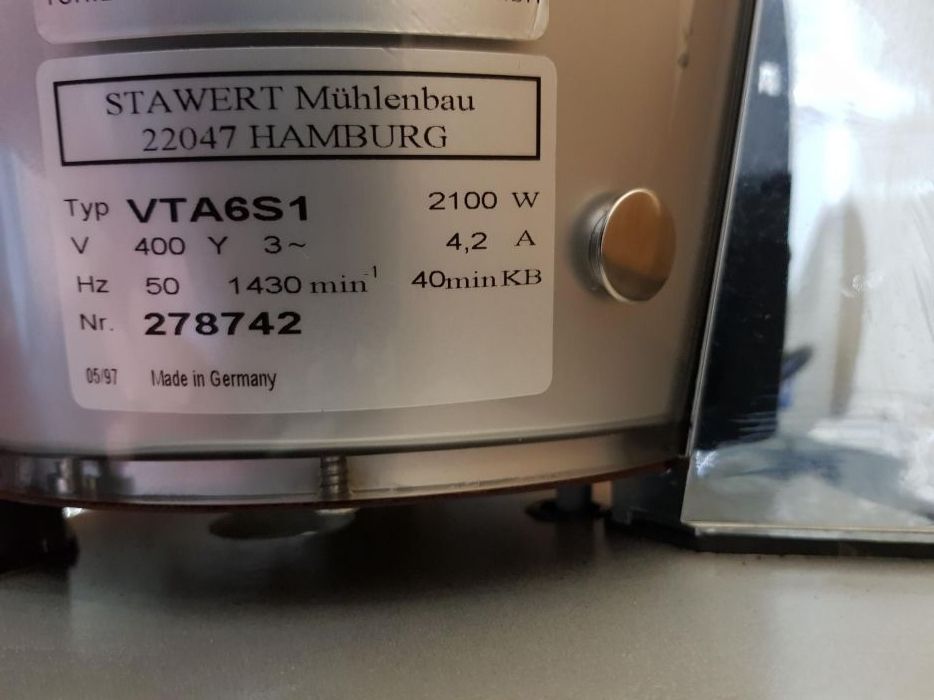 STAWERT Mühlenbau
22047 HAMBURG
Typ VTA6S1 2100 W
V 400 Y 3~ 4,2 A
Hz 50 1430 min-1 40min KB
Nr. 278742
05/97 Made in Germany